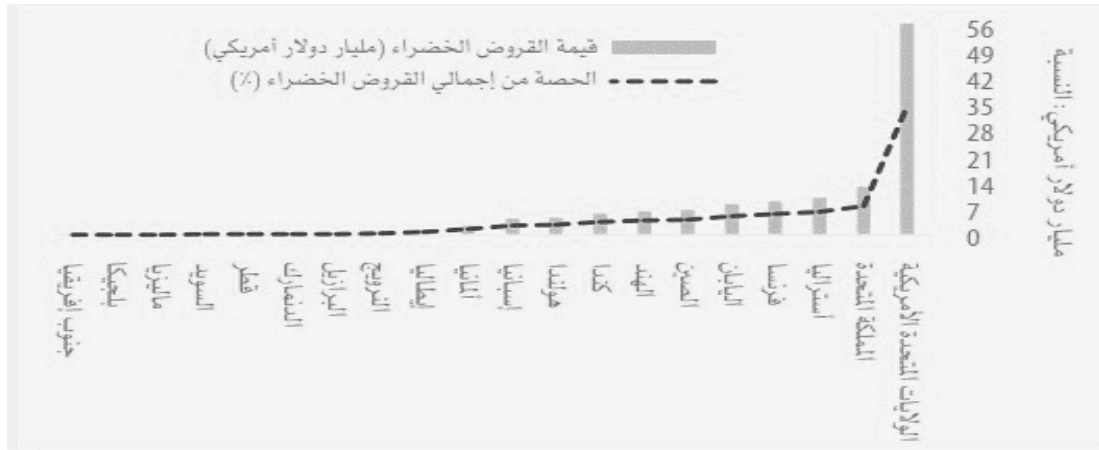 قيمة القروض الخضراء (مليار دولار أمريكي)
الحصة من إجمالي القروض الخضراء (٪)
مليار دولار أمريكي: النسبة
56
49
42
35
28
21
14
7
0
الولايات المتحدة الأمريكية
المملكة المتحدة
أستراليا
فرنسا
اليابان
الصين
الهند
كندا
هولندا
إسبانيا
ألمانيا
إيطاليا
النرويج
البرازيل
الدنمارك
قطر
السويد
ماليزيا
بلجيكا
جنوب إفريقيا